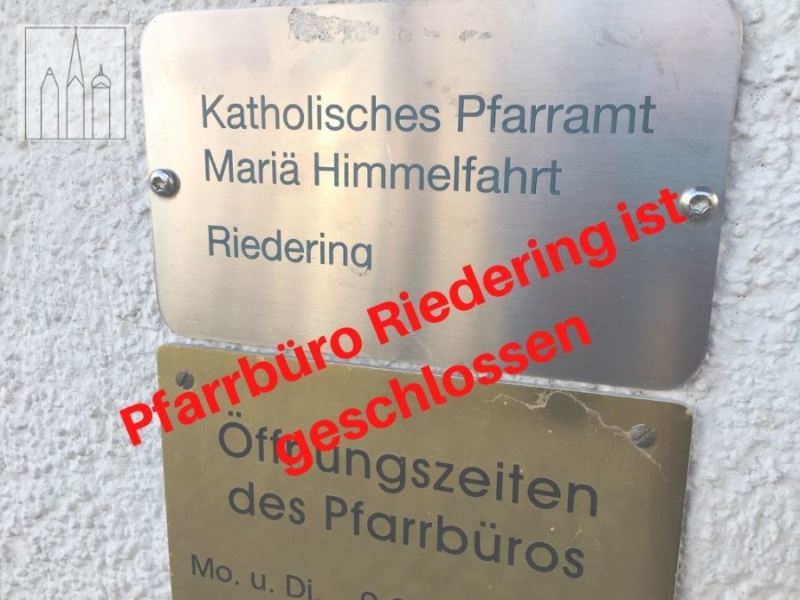 Katholisches Pfarramt
Mariä Himmelfahrt
Riedering
Pfarrbüro Riedering ist
geschlossen
Öffnungszeiten
des Pfarrbüros
Mo. u. Di.